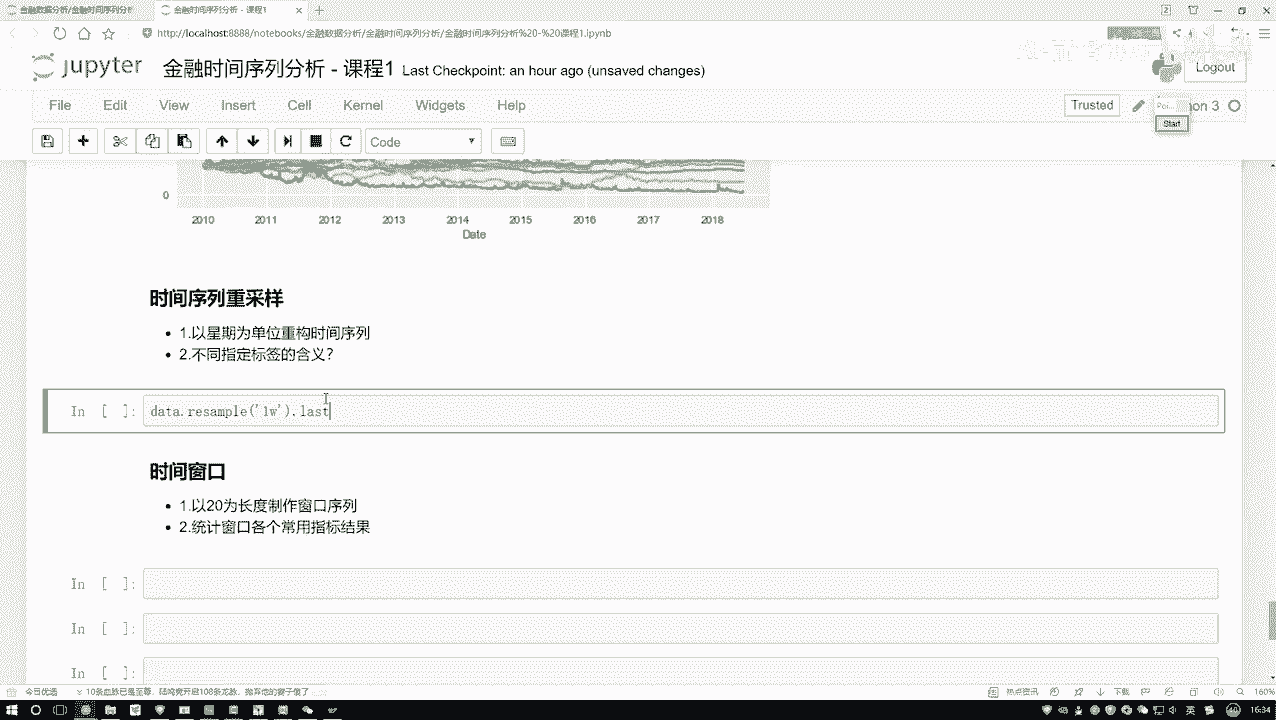 金融数据分析/金融时间序列分析
金融时间序列分析 - 课程1
http://localhost:8888/notebooks/金融数据分析/金融时间序列分析/金融时间序列分析%20-%20课程1.ipynb
jupyter 金融时间序列分析 - 课程1 Last Checkpoint: an hour ago (unsaved changes)
Logout
File Edit View Insert Cell Kernel Widgets Help
Trusted
hon 3
Start
Code
0
2010 2011 2012 2013 2014 2015 2016 2017 2018
Date
时间序列重采样
1.以星期为单位重构时间序列
2.不同指定标签的含义?
In [ ]: data.resample('1w').last
时间窗口
1.以20为长度制作窗口序列
2.统计窗口各个常用指标结果
In [ ]:
In [ ]:
In [ ]:
今日优选
热点资讯
下载
160%
16:34